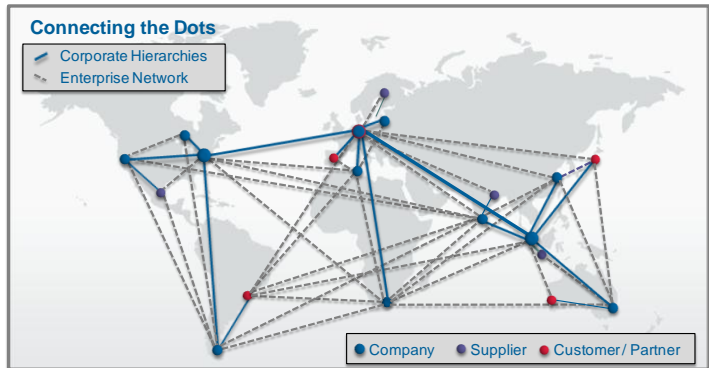 Connecting the Dots
Corporate Hierarchies
Enterprise Network
Company Supplier Customer/ Partner